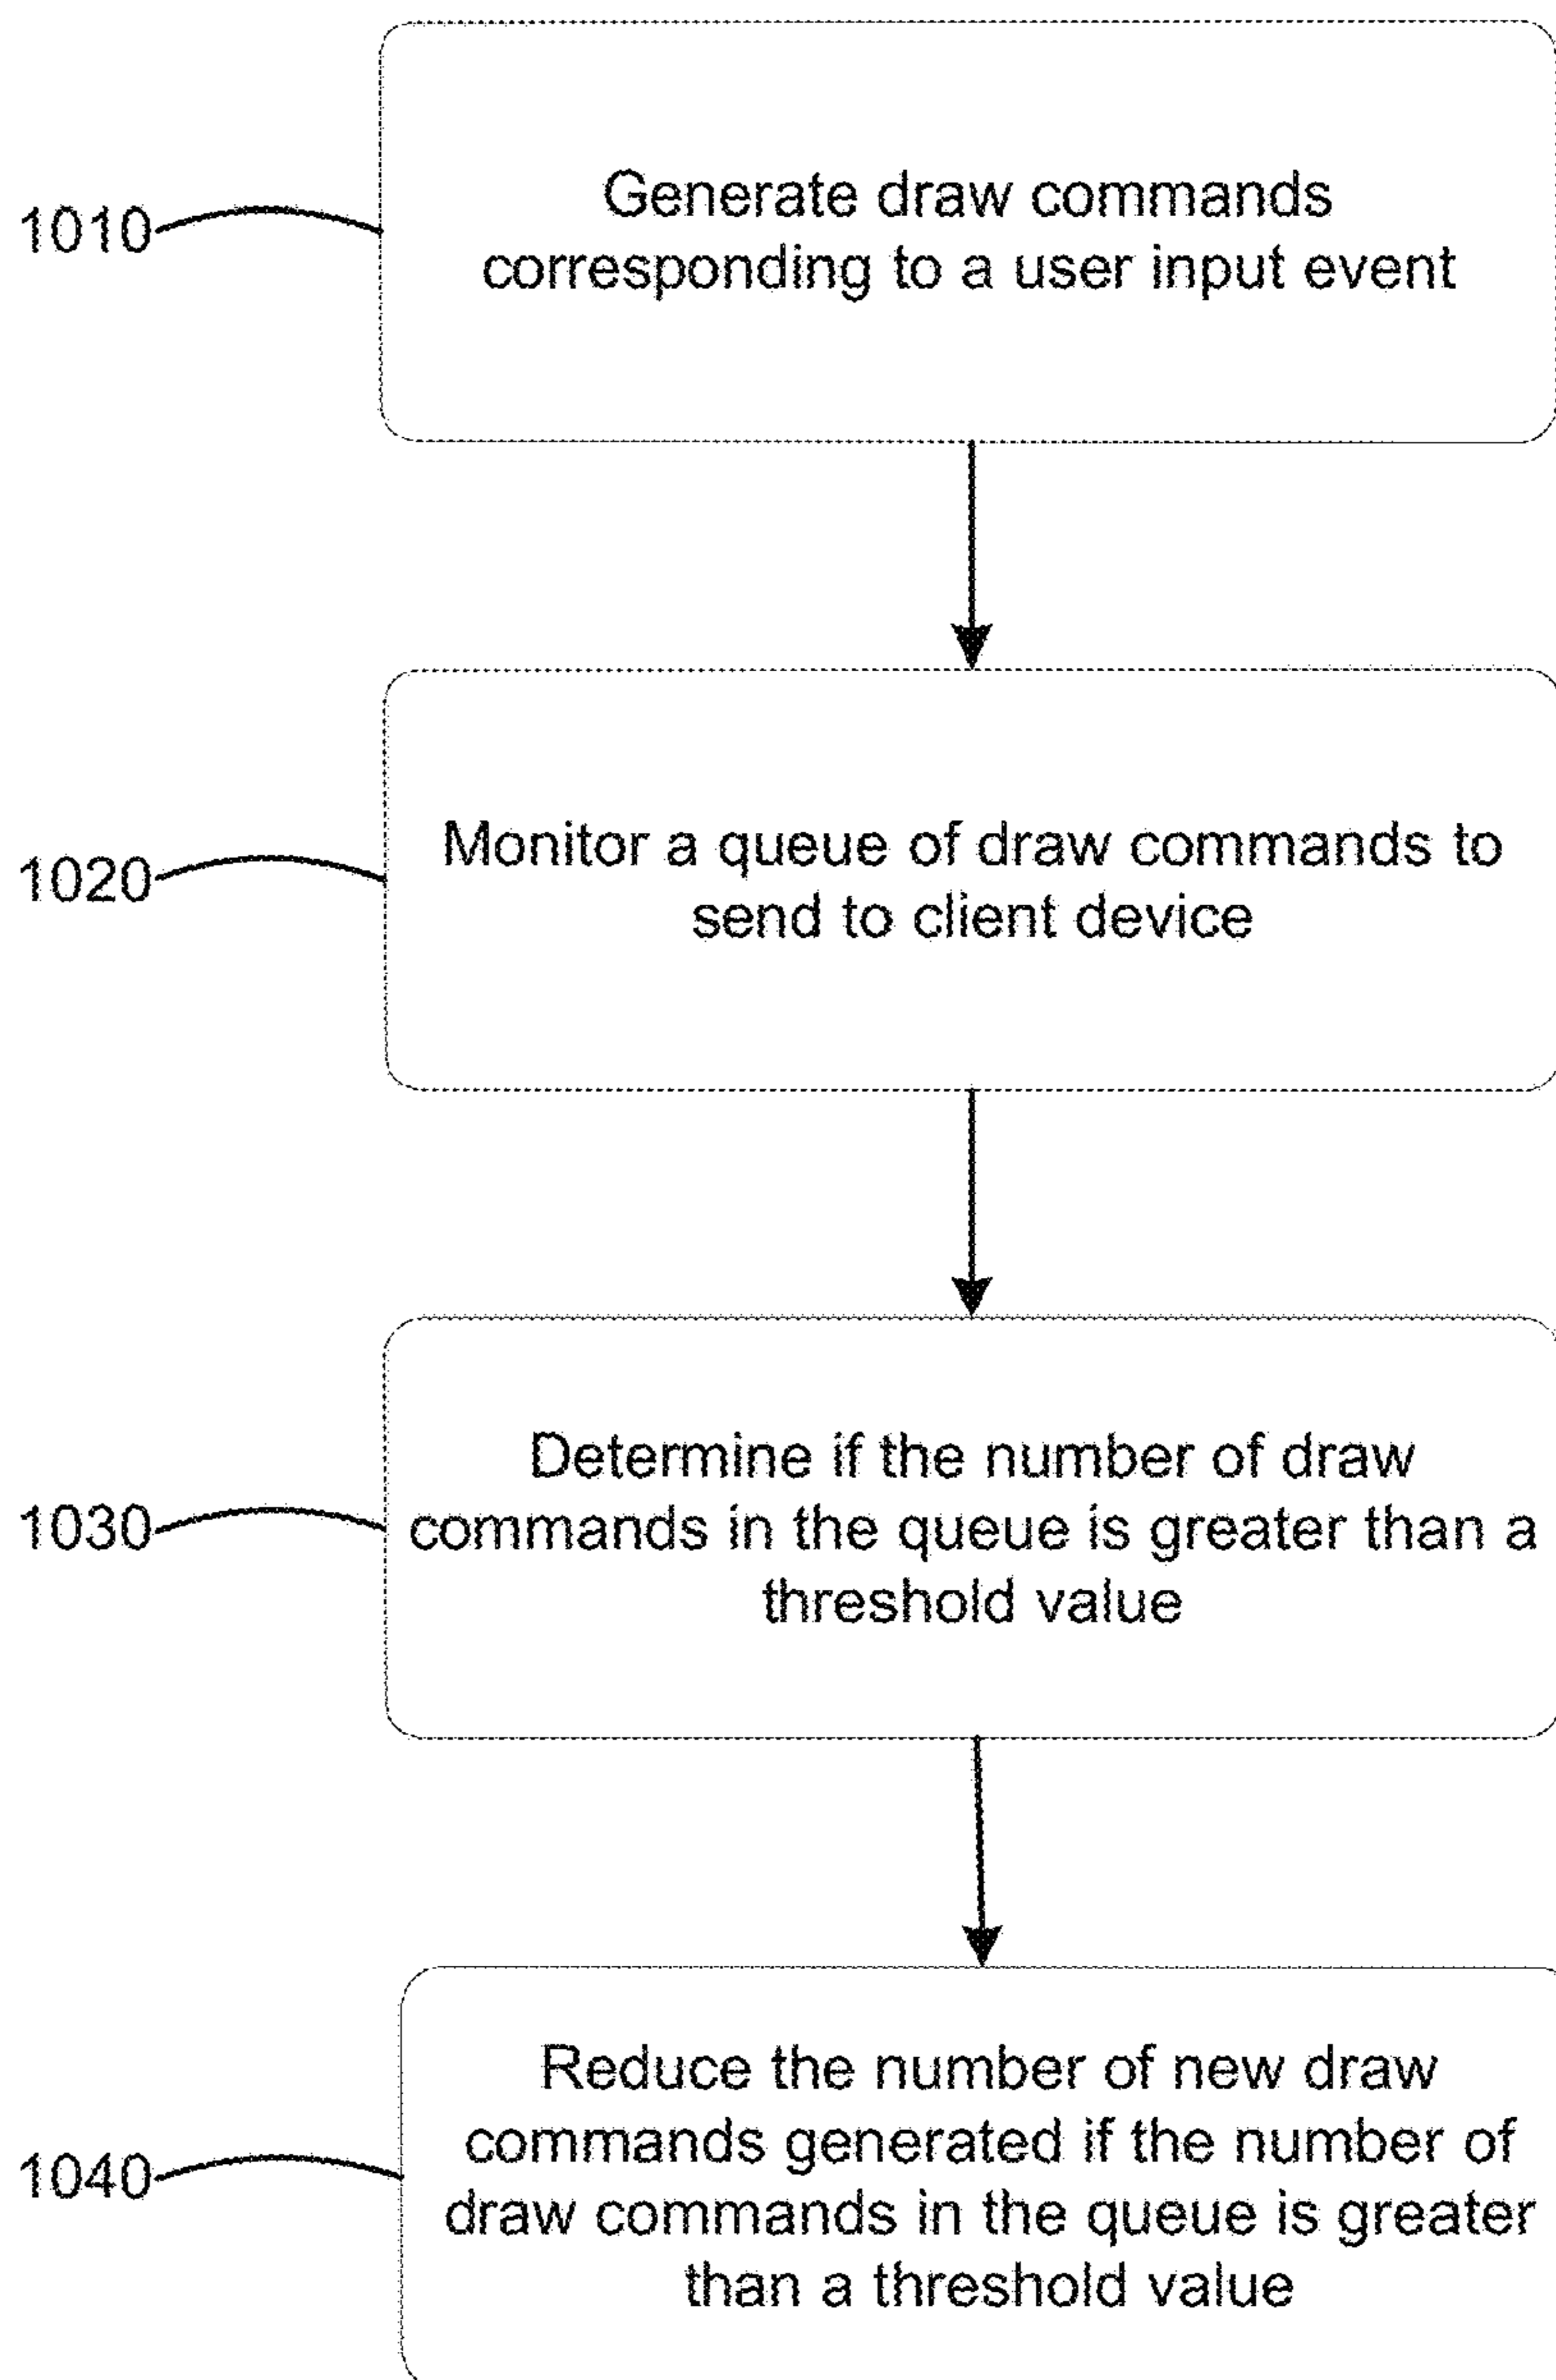 1010
Generate draw commands
corresponding to a user input event
1020
Monitor a queue of draw commands to
send to client device
1030
Determine if the number of draw
commands in the queue is greater than a
threshold value
1040
Reduce the number of new draw
commands generated if the number of
draw commands in the queue is greater
than a threshold value